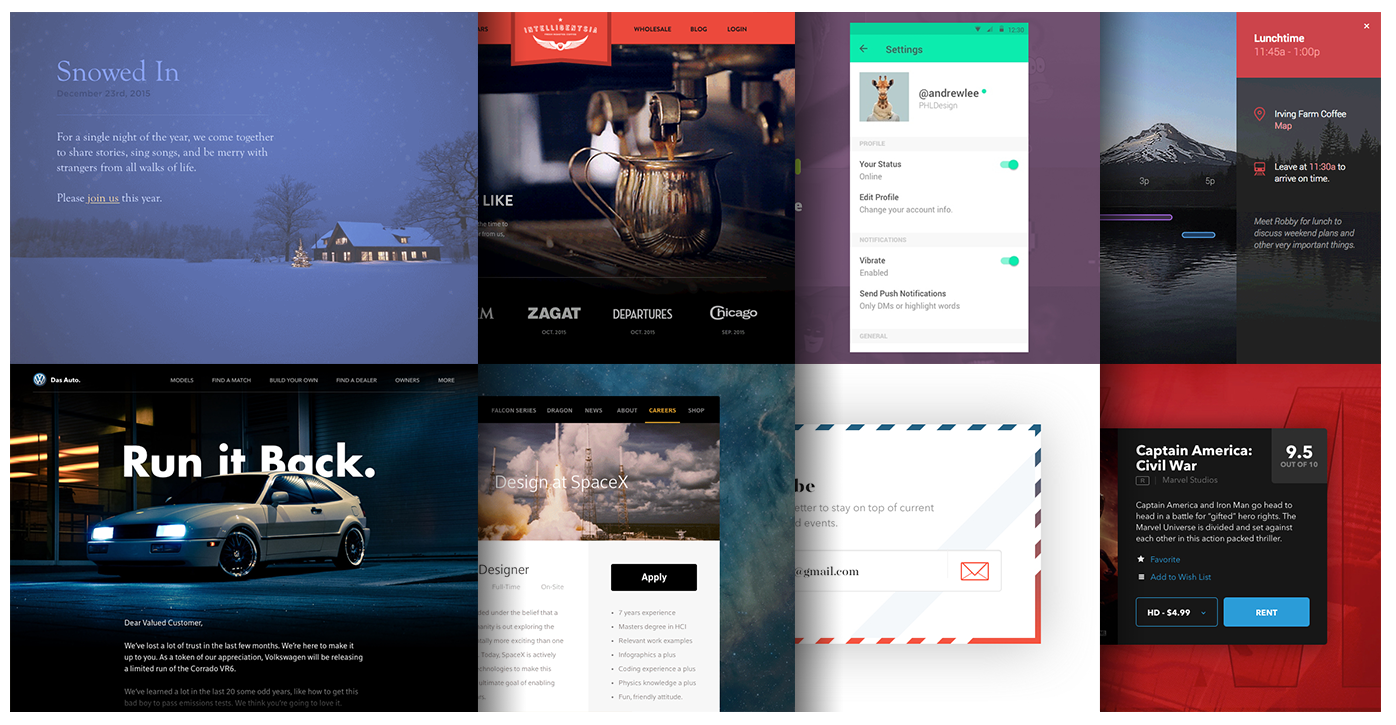 Snowed In
December 23rd, 2015
For a single night of the year, we come together
to share stories, sing songs, and be merry with
strangers from all walks of life.
Please join us this year.
WHOLESALE BLOG LOGIN
INTELLIGENTSIA
LIKE
the time to
from us,
ZAGAT
OCT. 2015
DEPARTURES
OCT. 2015
Chicago
SEP. 2015
12:30
Settings
@andrewlee
PHLDesign
PROFILE
Your Status
Online
Edit Profile
Change your account info.
NOTIFICATIONS
Vibrate
Enabled
Send Push Notifications
Only DMs or highlight words
GENERAL
3p 5p
Lunchtime
11:45a - 1:00p
Irving Farm Coffee
Map
Leave at 11:30a to
arrive on time.
Meet Robby for lunch to
discuss weekend plans and
other very important things.
Das Auto.
MODELS FIND A MATCH BUILD YOUR OWN FIND A DEALER OWNERS MORE
Run it Back.
Dear Valued Customer,
We've lost a lot of trust in the last few months. We're here to make it
up to you. As a token of our appreciation, Volkswagen will be releasing
a limited run of the Corrado VR6.
We've learned a lot in the last 20 some odd years, like how to get this
bad boy to pass emissions tests. We think you're going to love it.
FALCON SERIES DRAGON NEWS ABOUT CAREERS SHOP
Design at SpaceX
Designer
Full-Time On-Site
under the belief that a
is out exploring the
more exciting than one
Today, SpaceX is actively
to make this
ultimate goal of enabling
Apply
• 7 years experience
• Masters degree in HCI
• Relevant work examples
• Infographics a plus
• Coding experience a plus
• Physics knowledge a plus
• Fun, friendly attitude.
be
etter to stay on top of current
d events.
@gmail.com
Captain America:
Civil War
R | Marvel Studios
9.5
OUT OF 10
Captain America and Iron Man go head to
head in a battle for "gifted" hero rights. The
Marvel Universe is divided and set against
each other in this action packed thriller.
Favorite
Add to Wish List
HD - $4.99
RENT